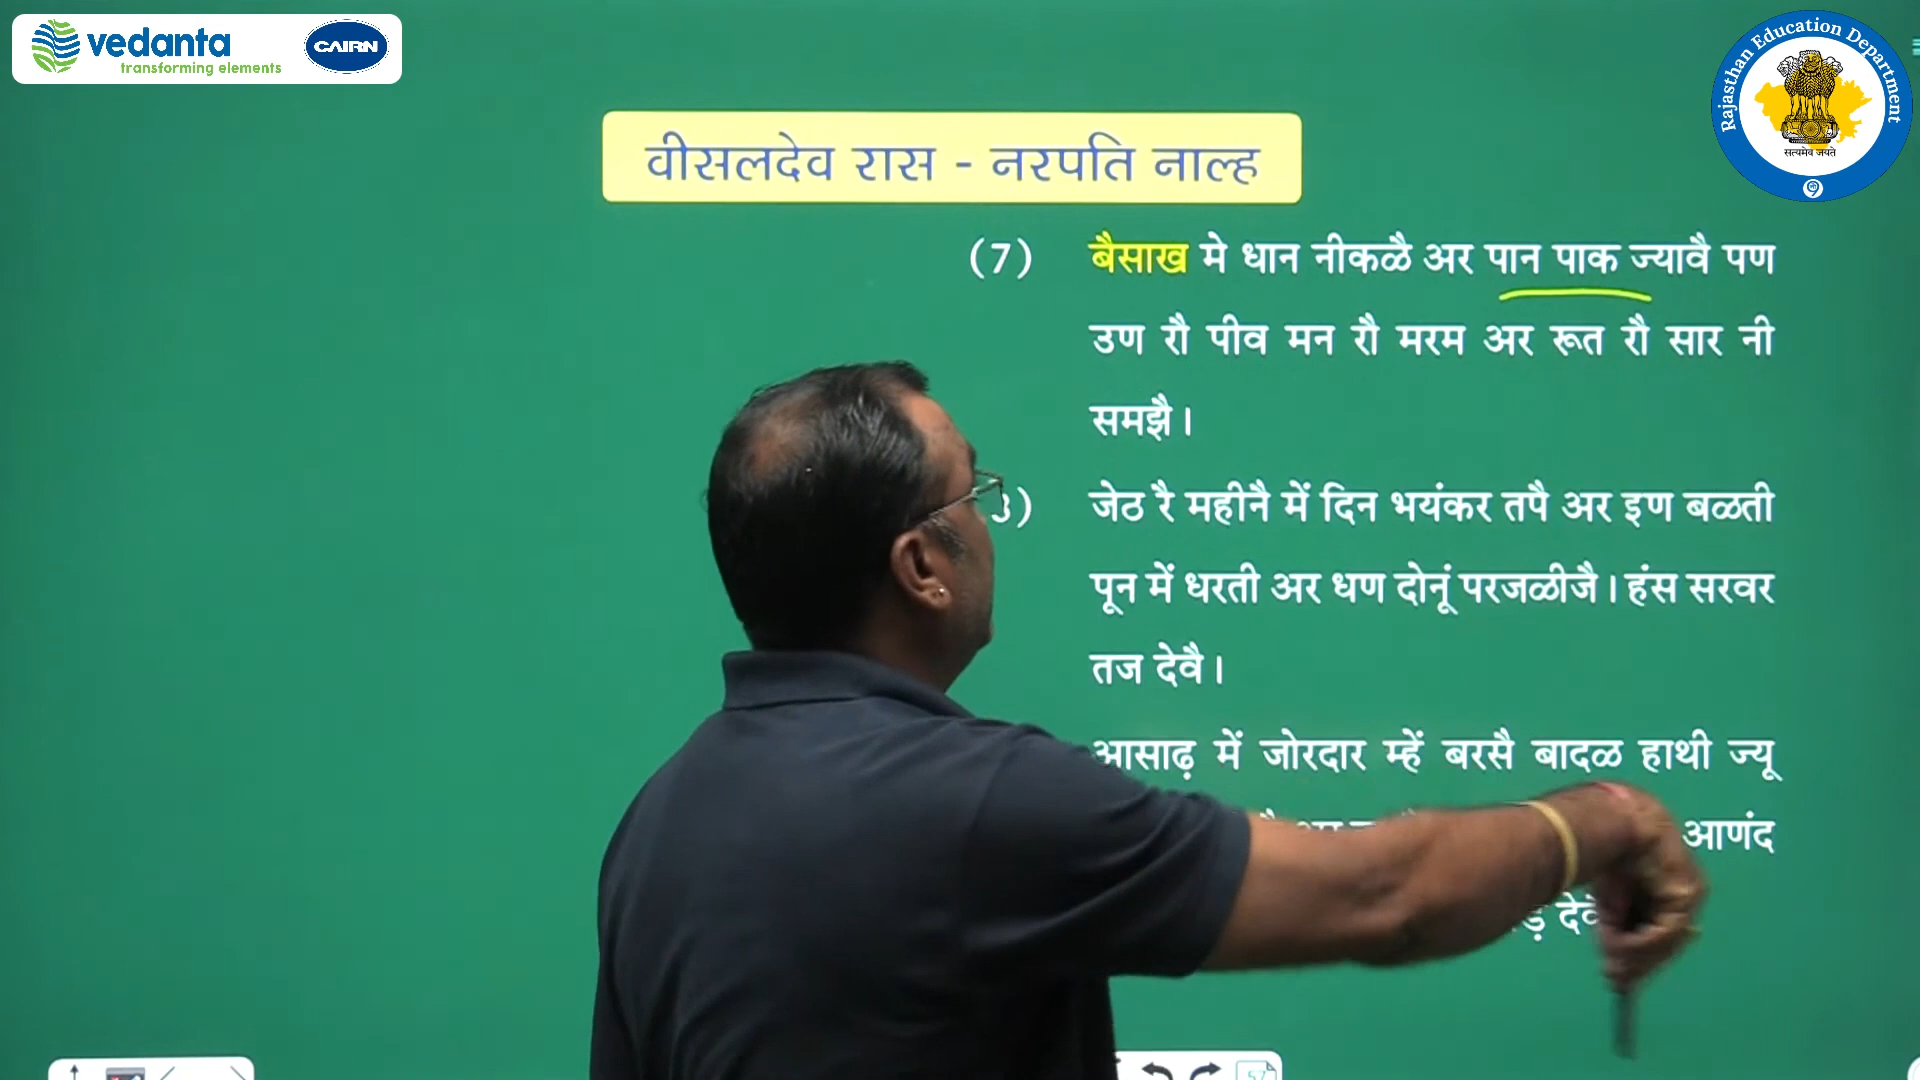 vedanta
transforming elements
CAIRN
Rajasthan Education Department
सत्यमेव जयते
वीसलदेव रास - नरपति नाल्ह
(7) बैसाख मे धान नीकळै अर पान पाक ज्यावै पण
उण रौ पीव मन रौ मरम अर रूत रौ सार नी
समझै।
जेठ रै महीनै में दिन भयंकर तपै अर इण बळती
पून में धरती अर धण दोनूं परजळीजै। हंस सरवर
तज देवै।
आसाढ़ में जोरदार म्हें बरसै बादळ हाथी ज्यू
आणंद
57